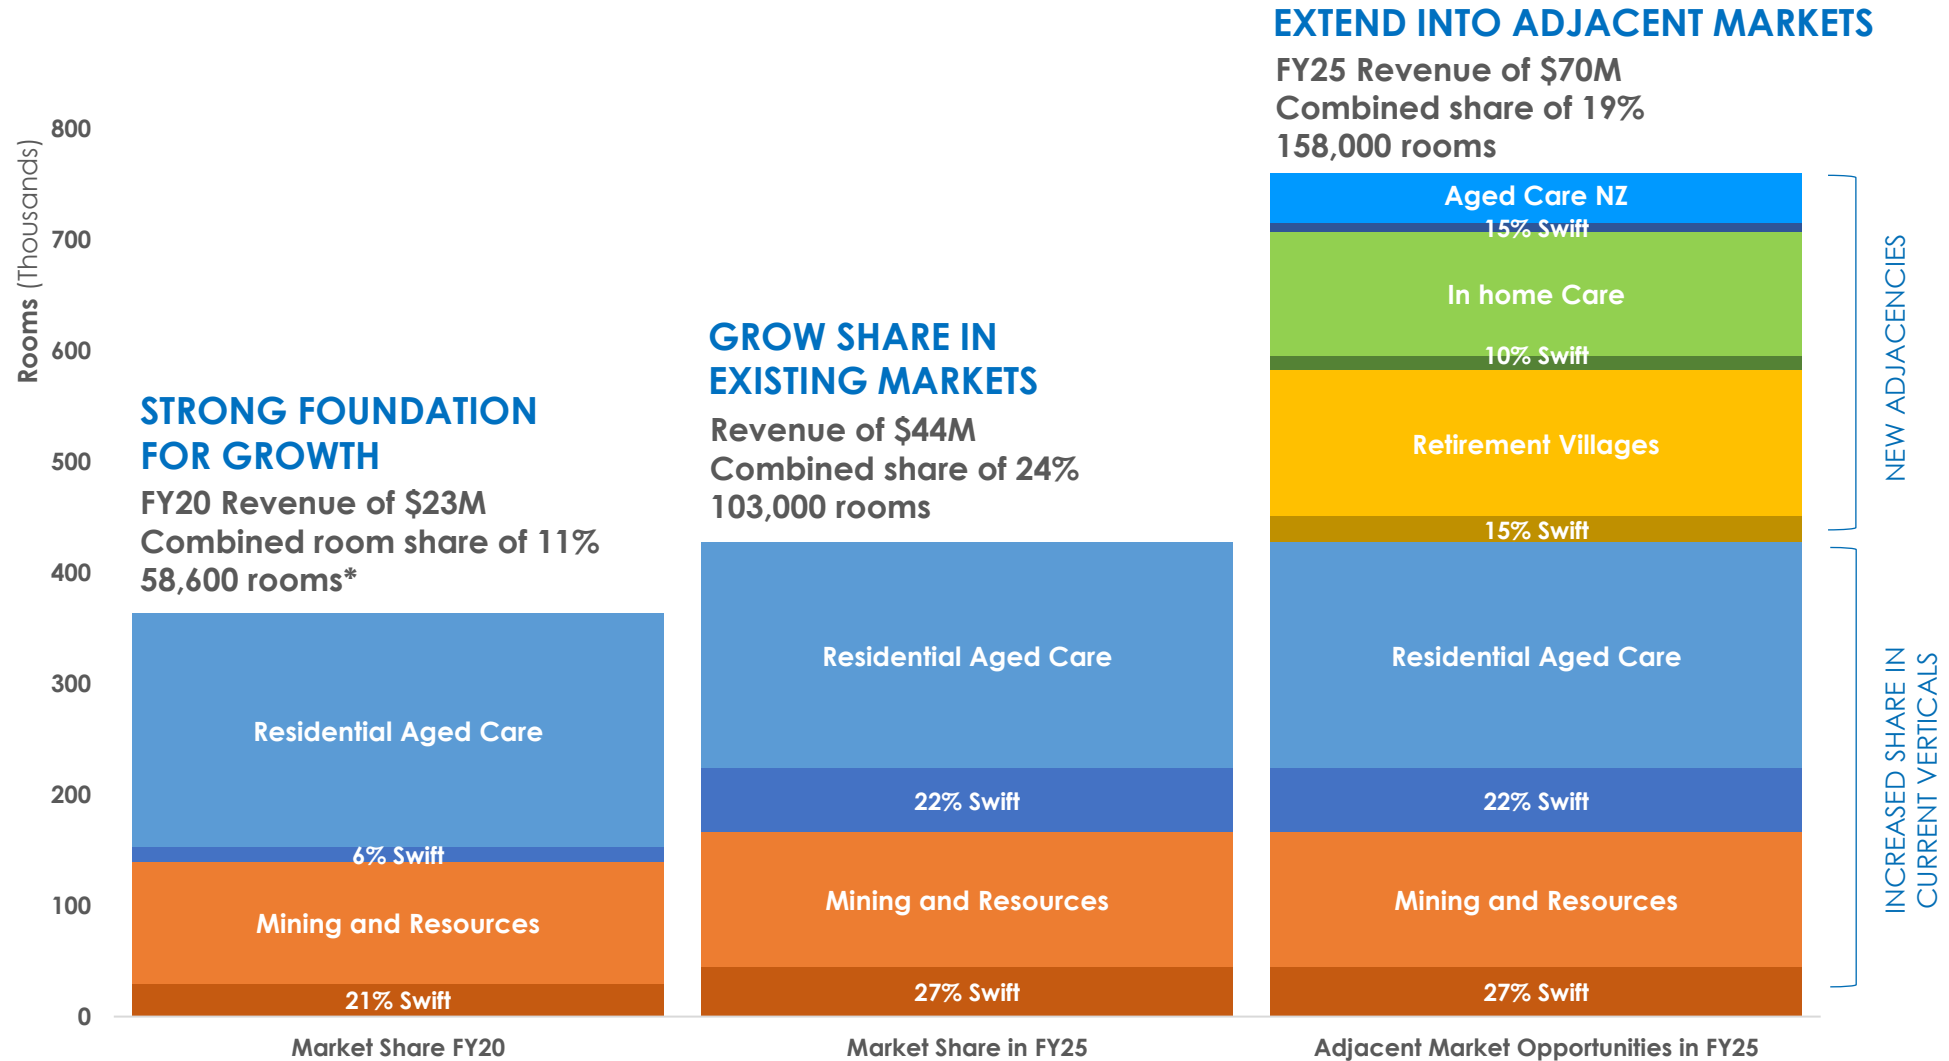 EXTEND INTO ADJACENT MARKETS
FY25 Revenue of $70M
Combined share of 19%
158,000 rooms
GROW SHARE IN
EXISTING MARKETS
Revenue of $44M
Combined share of 24%
103,000 rooms
STRONG FOUNDATION
FOR GROWTH
FY20 Revenue of $23M
Combined room share of 11%
58,600 rooms*
Rooms (Thousands)
800
700
600
500
400
300
200
100
0
Residential Aged Care
6% Swift
Mining and Resources
21% Swift
Market Share FY20
Residential Aged Care
22% Swift
Mining and Resources
27% Swift
Market Share in FY25
Aged Care NZ
15% Swift
In home Care
10% Swift
Retirement Villages
15% Swift
Residential Aged Care
22% Swift
Mining and Resources
27% Swift
Adjacent Market Opportunities in FY25
NEW ADJACENCIES
INCREASED SHARE IN
CURRENT VERTICALS